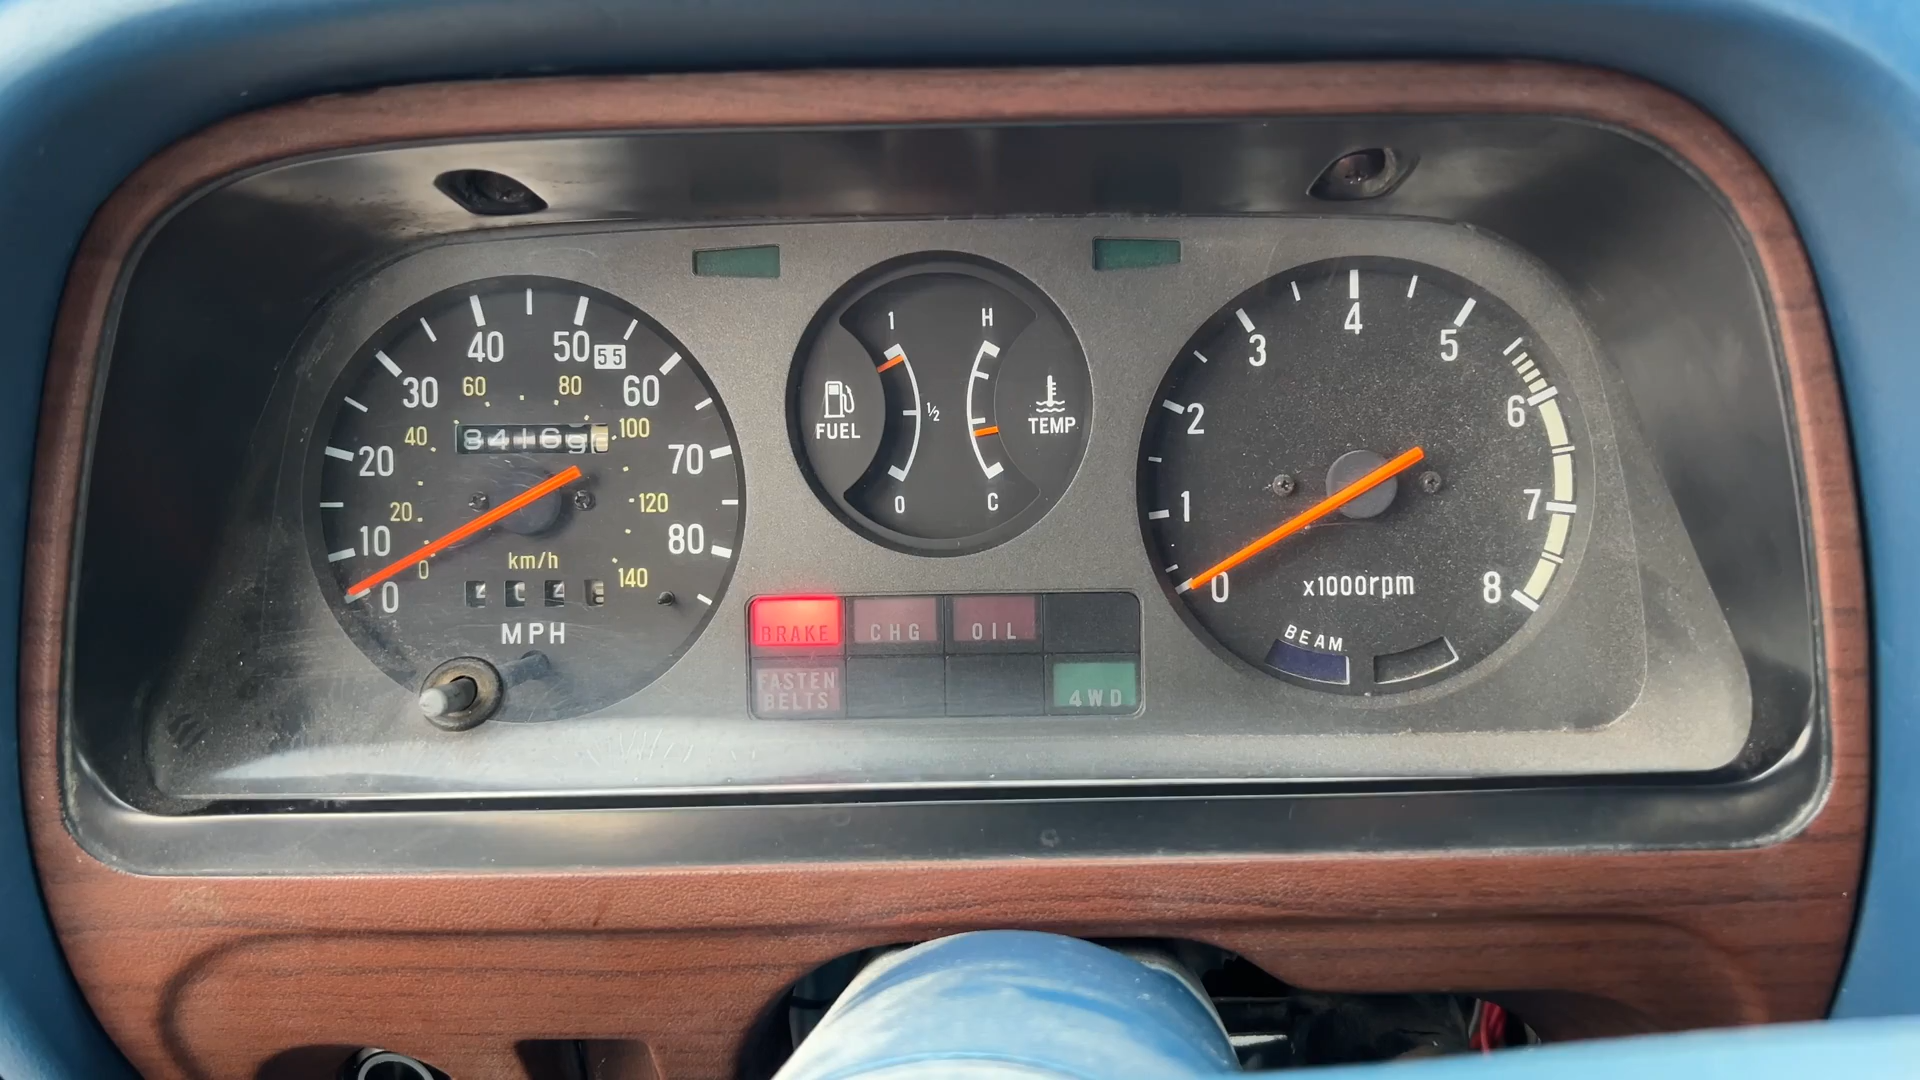 40
50
55
30
60
60
80
20
40
84169
100
70
20
120
10
80
0
km/h
140
0
MPH
1
H
FUEL
1/2
TEMP
0
C
BRAKE
CHG
OIL
FASTEN
BELTS
4WD
3
4
5
2
6
1
7
0
x1000rpm
8
BEAM